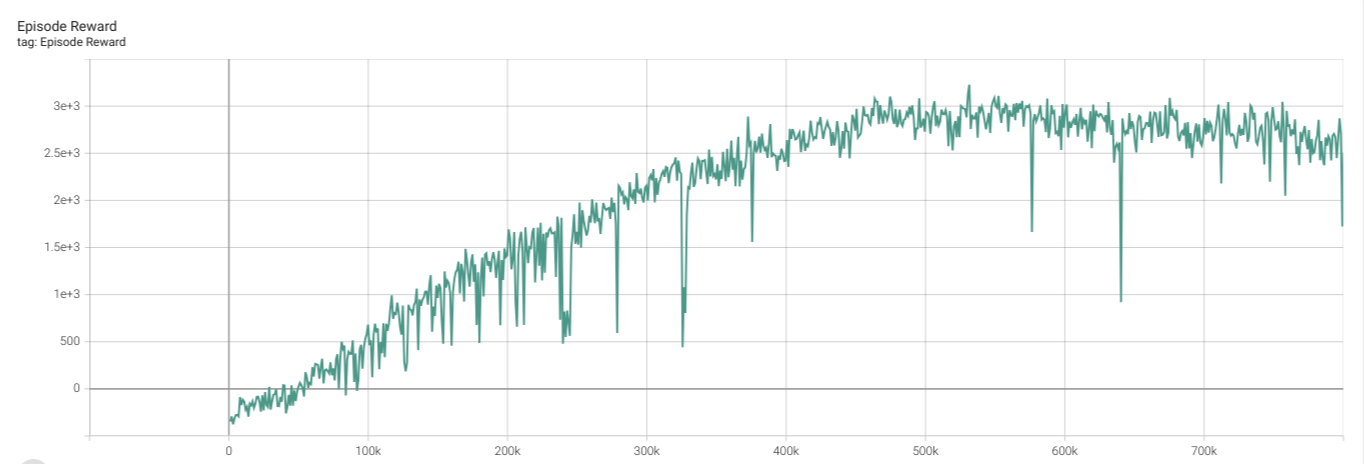 Episode Reward
tag: Episode Reward
3e+3
2.5e+3
2e+3
1.5e+3
1e+3
500
0
0 100k 200k 300k 400k 500k 600k 700k